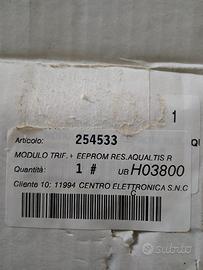 1
Articolo: 254533
MODULO TRIF.+ EEPROM RES.AQUALTIS R
Quantità: 1 # UB H03800
Cliente 10: 11994 CENTRO ELETTRONICA S.N.C
C
subito